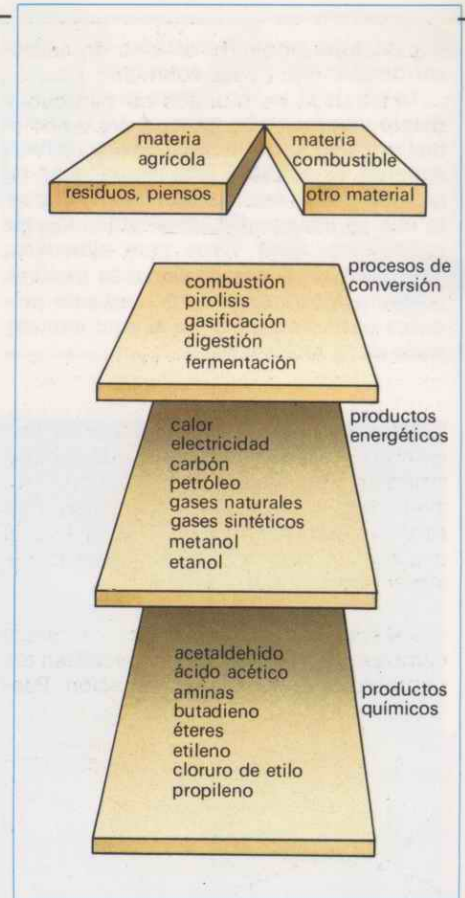 materia
agrícola
materia
combustible
residuos, piensos
otro material
procesos de
conversión
combustión
pirolisis
gasificación
digestión
fermentación
productos
energéticos
calor
electricidad
carbón
petróleo
gases naturales
gases sintéticos
metanol
etanol
productos
químicos
acetaldehído
ácido acético
aminas
butadieno
éteres
etileno
cloruro de etilo
propileno